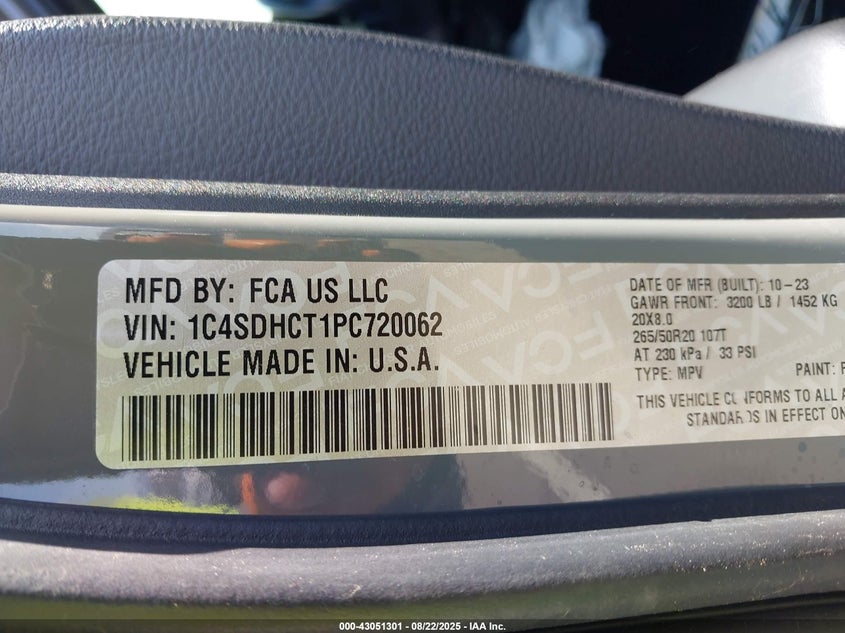 MFD BY: FCA US LLC
VIN: 1C4SDHCT1PC720062
VEHICLE MADE IN: U.S.A.
DATE OF MFR (BUILT): 10-23
GAWR FRONT: 3200 LB / 1452 KG
20X8.0
265/50R20 107T
AT 230 kPa / 33 PSI
TYPE: MPV PAINT:
THIS VEHICLE CONFORMS TO ALL
STANDARDS IN EFFECT ON
000-43051301 - 08/22/2025 - IAA Inc.